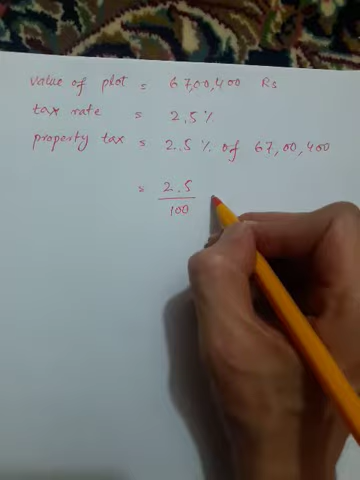 value of plot = 67,00,400 Rs
tax rate = 2.5 %
property tax = 2.5 % of 67,00,400
= 2.5
100